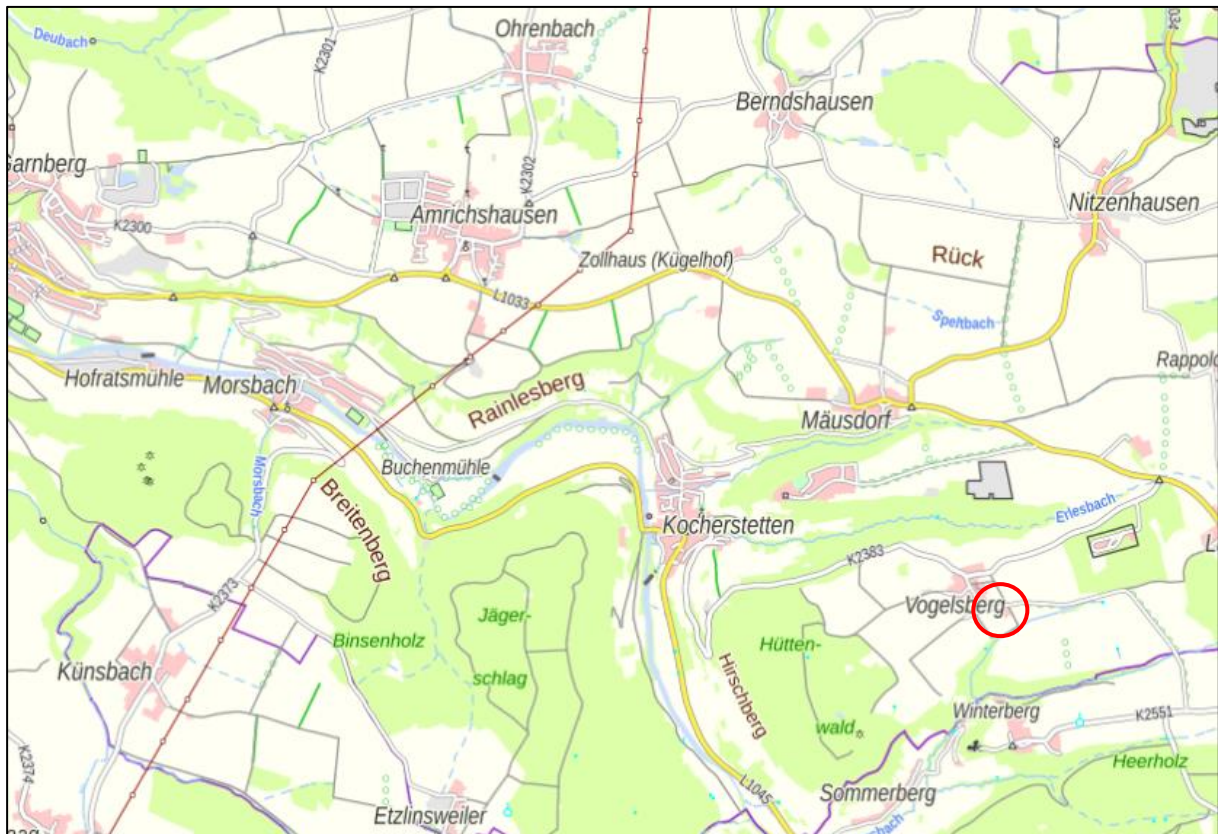 Ohrenbach
Deubach
K2301
L1034
Berndshausen
Garnberg
K2302
Amrichshausen
Nitzenhausen
K2300
Rück
Zollhaus (Kügelhof)
L1033
Speltbach
Rappold
Hofratsmühle
Morsbach
Rainlesberg
Mäusdorf
Buchenmühle
Morsbach
Breitenberg
Erlesbach
Kocherstetten
K2383
K2373
Vogelsberg
Jäger-
schlag
Binsenholz
Hütten-
wald
Künsbach
Hirschberg
Winterberg
K2551
K2374
Heerholz
L1045
Sommerberg
Etzlinsweiler